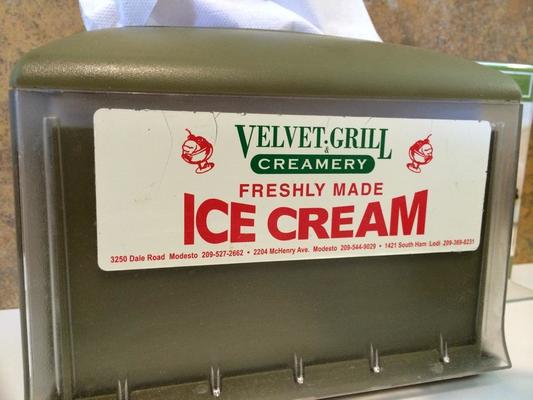 VELVET GRILL
&
CREAMERY
FRESHLY MADE
ICE CREAM
3250 Dale Road Modesto 209-527-2662 • 2204 McHenry Ave. Modesto 209-544-9029 • 1421 South Ham Lodi 209-369-8231